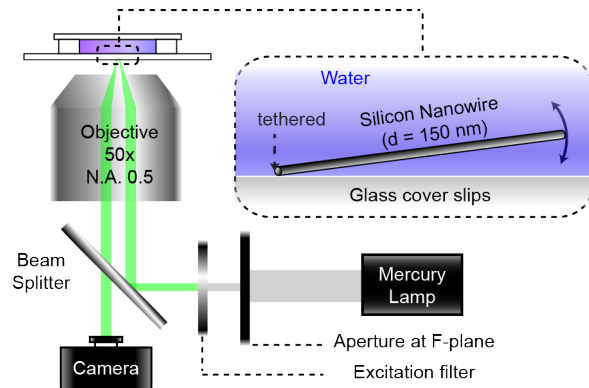 Water
tethered
Silicon Nanowire
(d = 150 nm)
Glass cover slips
Objective
50x
N.A. 0.5
Beam
Splitter
Mercury
Lamp
Aperture at F-plane
Excitation filter
Camera